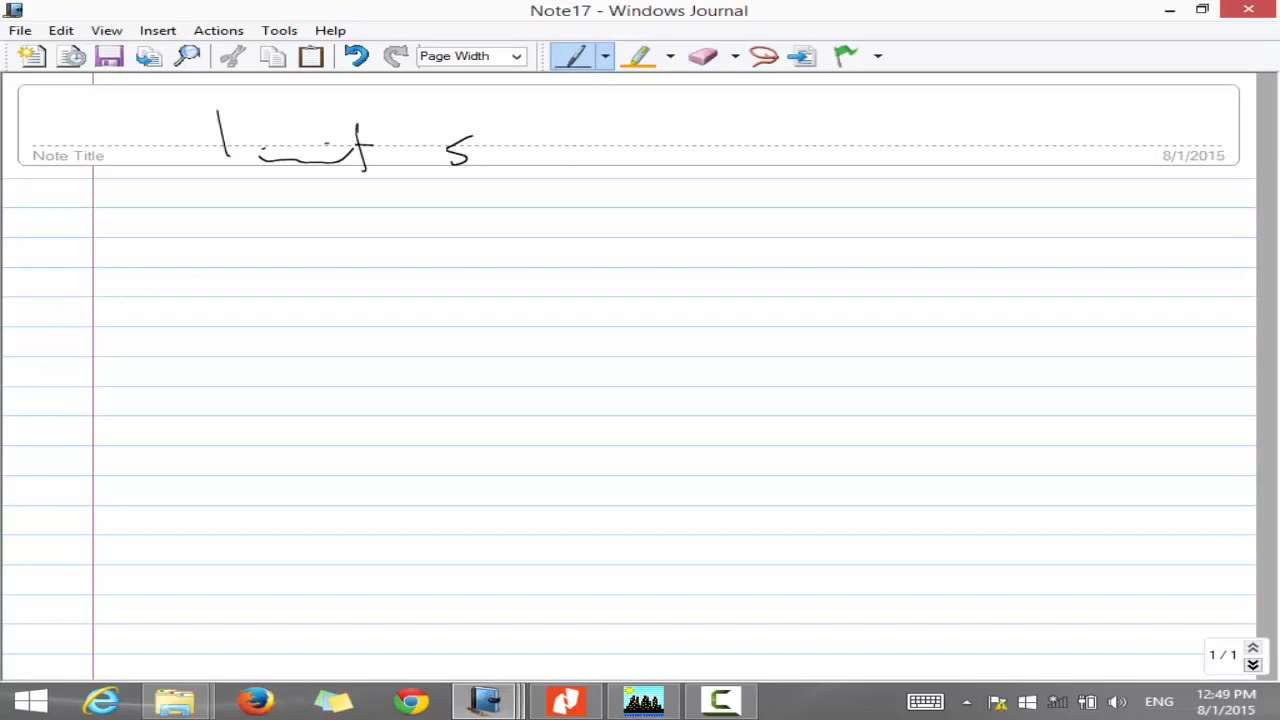 Note17 - Windows Journal
File Edit View Insert Actions Tools Help
Page Width
Note Title
8/1/2015
1 / 1
ENG
12:49 PM
8/1/2015